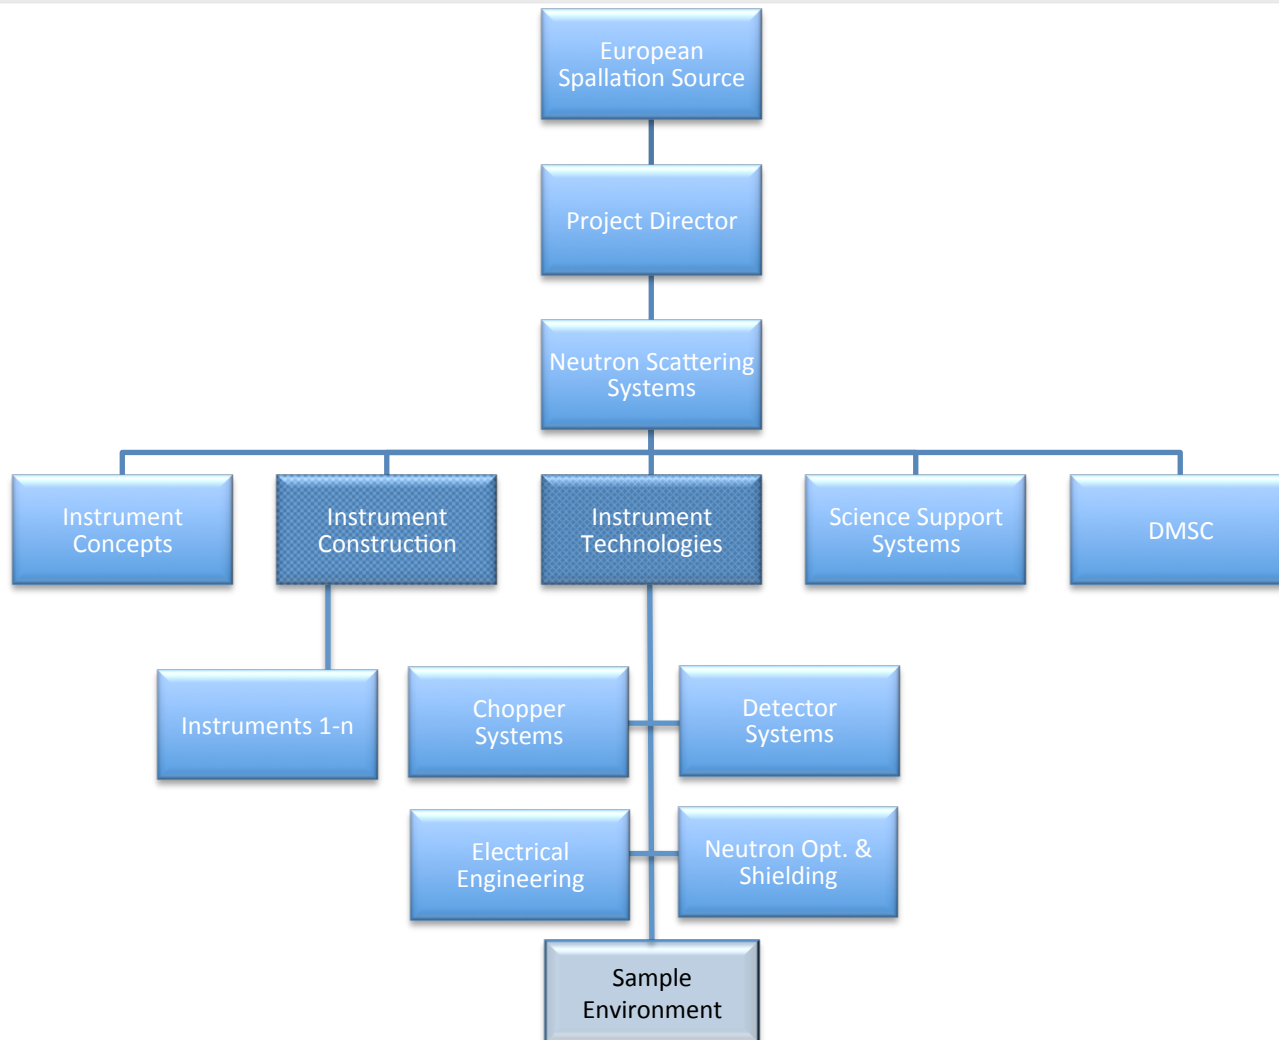 European
Spallation Source
Project Director
Neutron Scattering
Systems
Instrument
Concepts
Instrument
Construction
Instrument
Technologies
Science Support
Systems
DMSC
Instruments 1-n
Chopper
Systems
Detector
Systems
Electrical
Engineering
Neutron Opt. &
Shielding
Sample
Environment